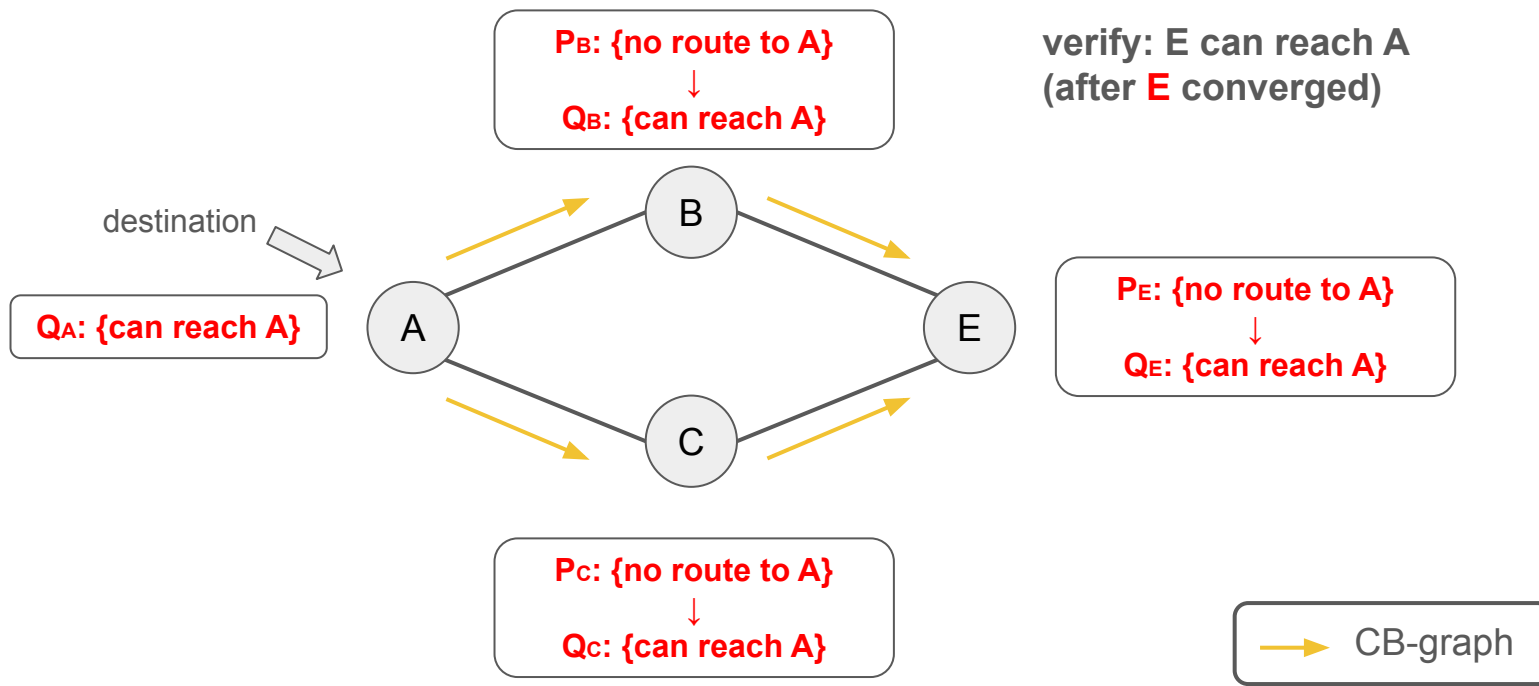 PB: {no route to A}
↓
QB: {can reach A}
verify: E can reach A
(after E converged)
destination
B
QA: {can reach A}
A
E
PE: {no route to A}
↓
QE: {can reach A}
C
PC: {no route to A}
↓
QC: {can reach A}
CB-graph